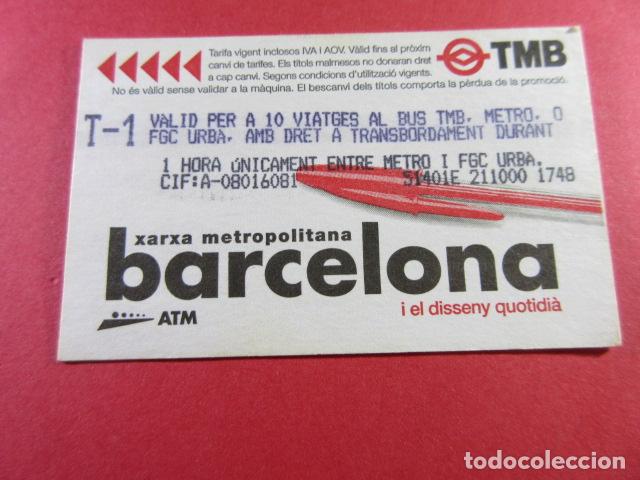 Tarifa vigent inclosos IVA I AOV. Vàlid fins al pròxim
canvi de tarifes. Els títols malmesos no donaran dret
a cap canvi. Segons condicions d'utilització vigents.
No és vàlid sense validar a la màquina. El bescanvi dels títols comporta la pèrdua de la promoció.
TMB
T-1 VALID PER A 10 VIATGES AL BUS TMB, METRO, O
FGC URBA, AMB DRET A TRANSBORDAMENT DURANT
1 HORA úNICAMENT ENTRE METRO I FGC URBA.
CIF:A-08016081 51401E 211000 1748
xarxa metropolitana
barcelona
i el disseny quotidià
ATM
todocoleccion